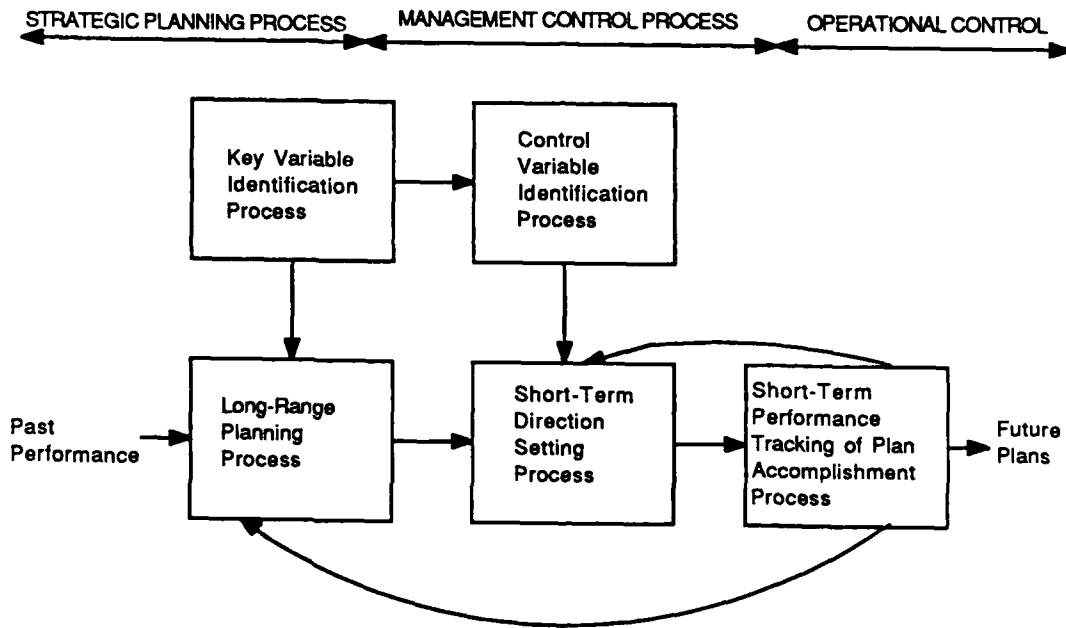 STRATEGIC PLANNING PROCESS
MANAGEMENT CONTROL PROCESS
OPERATIONAL CONTROL
Key Variable
Identification
Process
Control
Variable
Identification
Process
Past
Performance
Long-Range
Planning
Process
Short-Term
Direction
Setting
Process
Short-Term
Performance
Tracking of Plan
Accomplishment
Process
Future
Plans